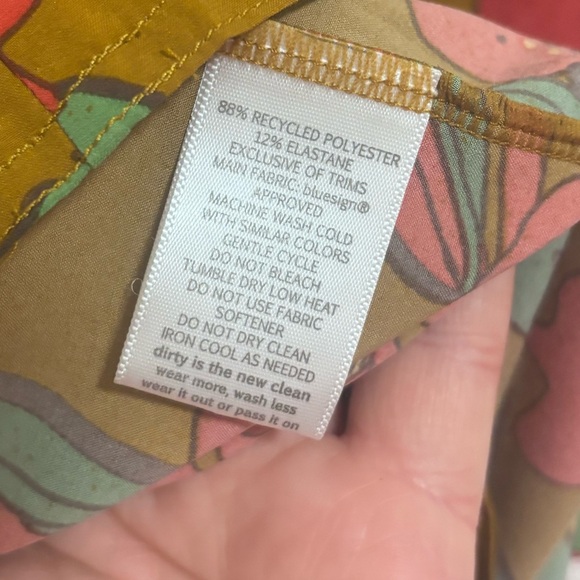 88% RECYCLED POLYESTER
12% ELASTANE
EXCLUSIVE OF TRIMS
MAIN FABRIC: bluesign®
APPROVED
MACHINE WASH COLD
WITH SIMILAR COLORS
GENTLE CYCLE
DO NOT BLEACH
TUMBLE DRY LOW HEAT
DO NOT USE FABRIC
SOFTENER
DO NOT DRY CLEAN
IRON COOL AS NEEDED
dirty is the new clean
wear more, wash less
wear it out or pass it on